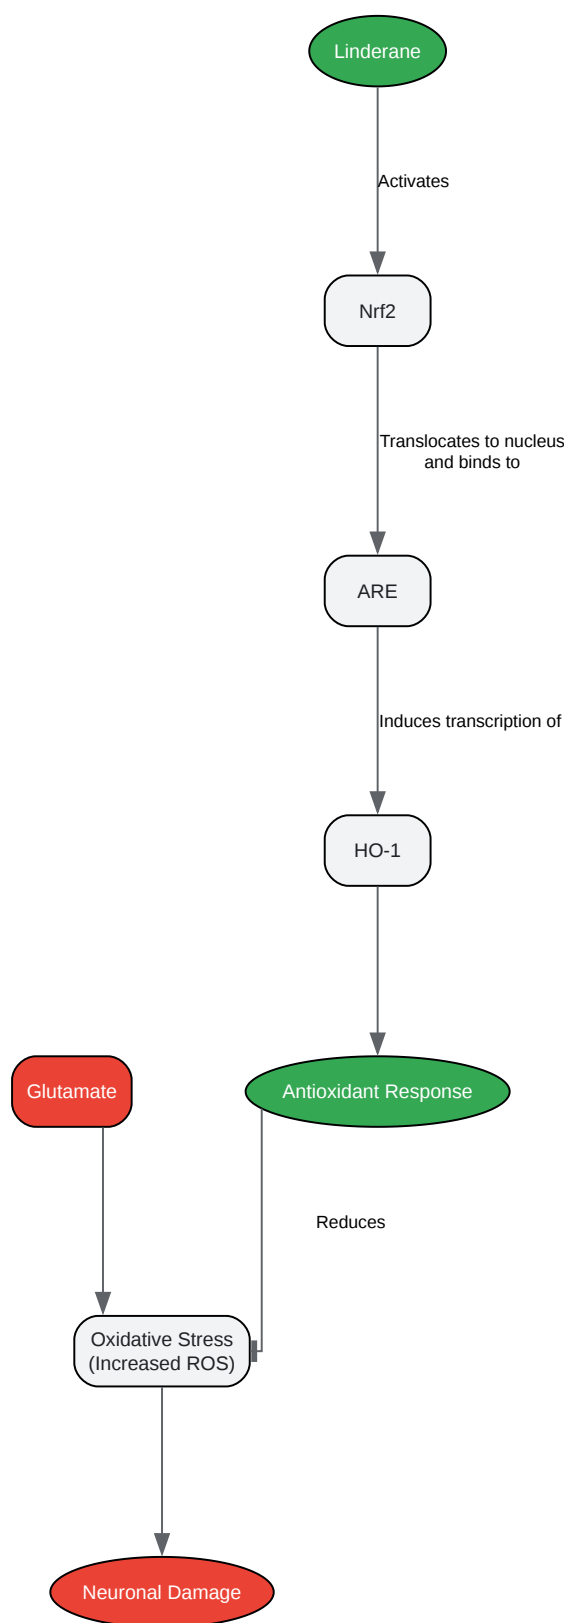 Linderane
Activates
Nrf2
Translocates to nucleus
and binds to
ARE
Induces transcription of
HO-1
Glutamate
Antioxidant Response
Reduces
Oxidative Stress
(Increased ROS)
Neuronal Damage